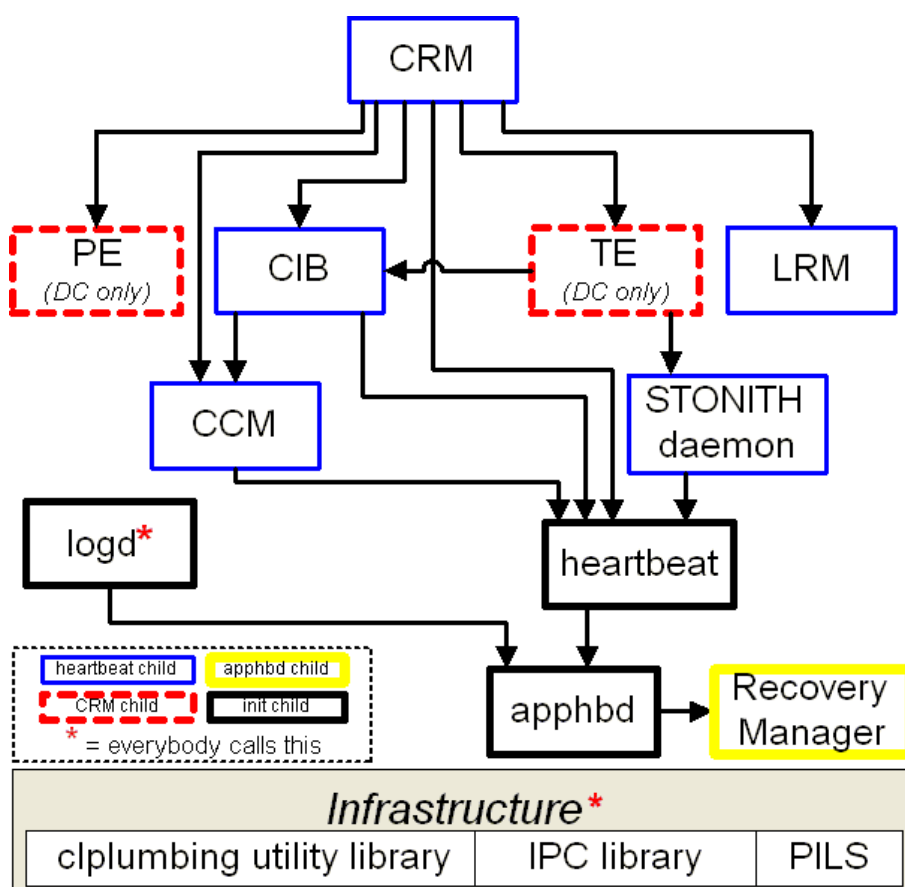 CRM
PE
(DC only)
CIB
TE
(DC only)
LRM
CCM
STONITH
daemon
logd*
heartbeat
heartbeat child
apphbd child
CRM child
init child
* = everybody calls this
apphbd
Recovery
Manager
Infrastructure*
clplumbing utility library
IPC library
PILS